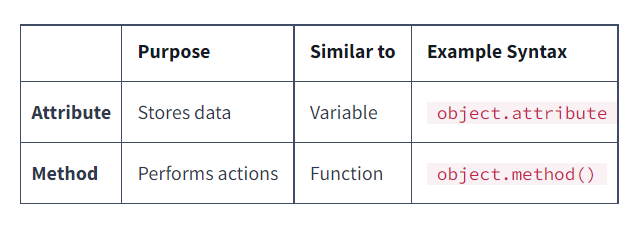 Purpose Similar to Example Syntax
Attribute Stores data Variable object.attribute
Method Performs actions Function object.method()